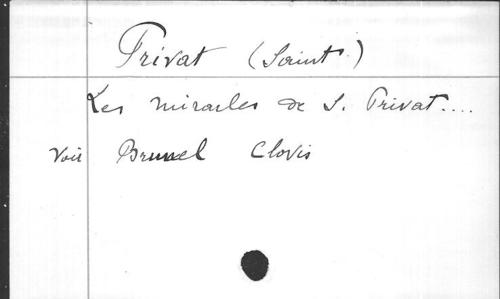 Privat (Saint)
Les miracles de S. Privat....
Voir Brunel Clovis